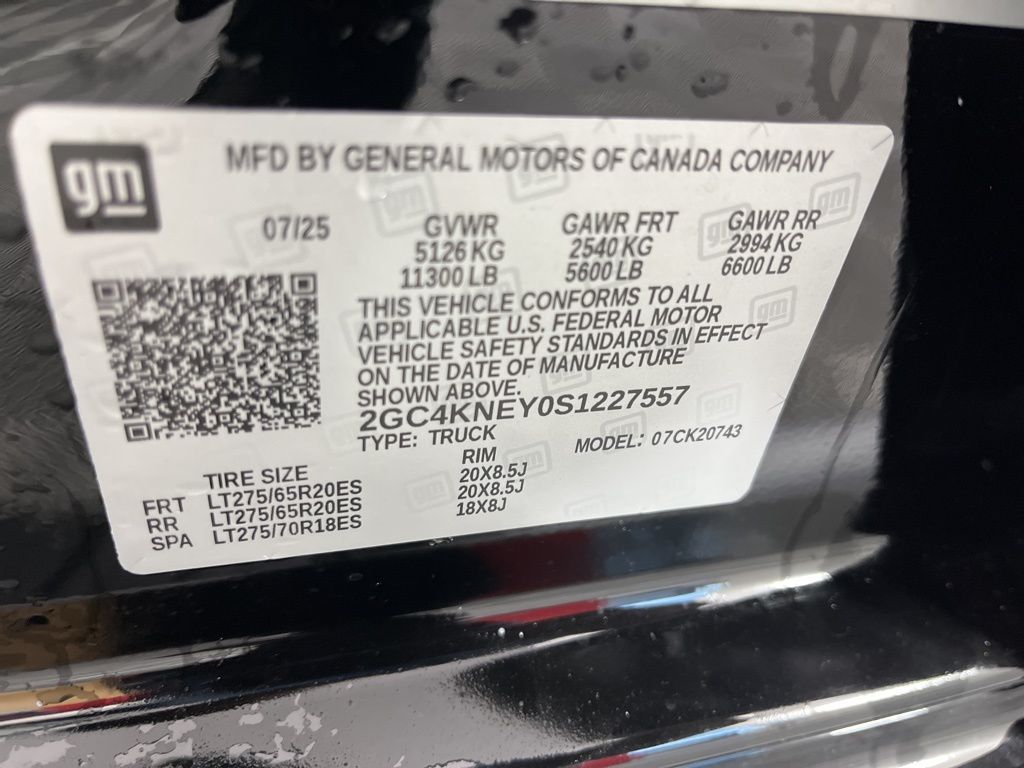 gm
MFD BY GENERAL MOTORS OF CANADA COMPANY
07/25 GVWR GAWR FRT GAWR RR
5126 KG 2540 KG 2994 KG
11300 LB 5600 LB 6600 LB
THIS VEHICLE CONFORMS TO ALL
APPLICABLE U.S. FEDERAL MOTOR
VEHICLE SAFETY STANDARDS IN EFFECT
ON THE DATE OF MANUFACTURE
SHOWN ABOVE.
2GC4KNEY0S1227557
TYPE: TRUCK MODEL: 07CK20743
TIRE SIZE RIM
FRT LT275/65R20ES 20X8.5J
RR LT275/65R20ES 20X8.5J
SPA LT275/70R18ES 18X8J